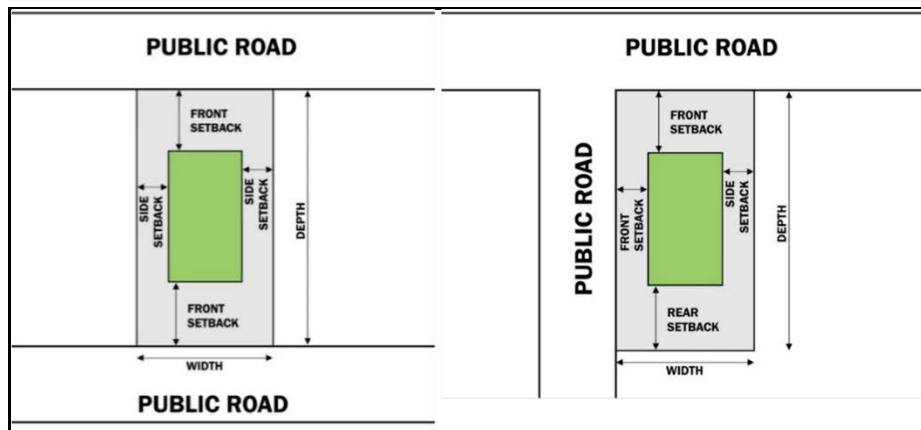 PUBLIC ROAD
FRONT
SETBACK
SIDE
SETBACK
SIDE
SETBACK
DEPTH
FRONT
SETBACK
WIDTH
PUBLIC ROAD
PUBLIC ROAD
PUBLIC ROAD
FRONT
SETBACK
FRONT
SETBACK
SIDE
SETBACK
DEPTH
REAR
SETBACK
WIDTH